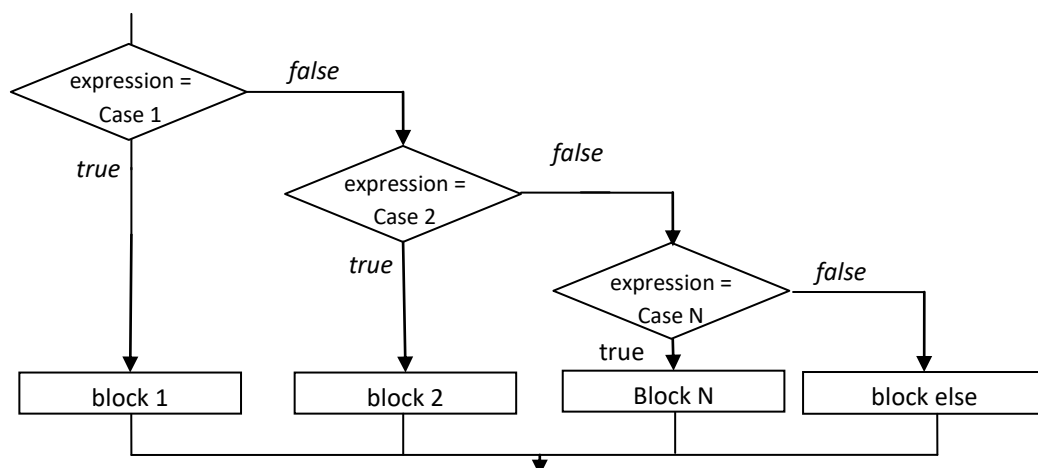 expression =
Case 1
false
true
expression =
Case 2
false
true
expression =
Case N
false
true
block 1
block 2
Block N
block else